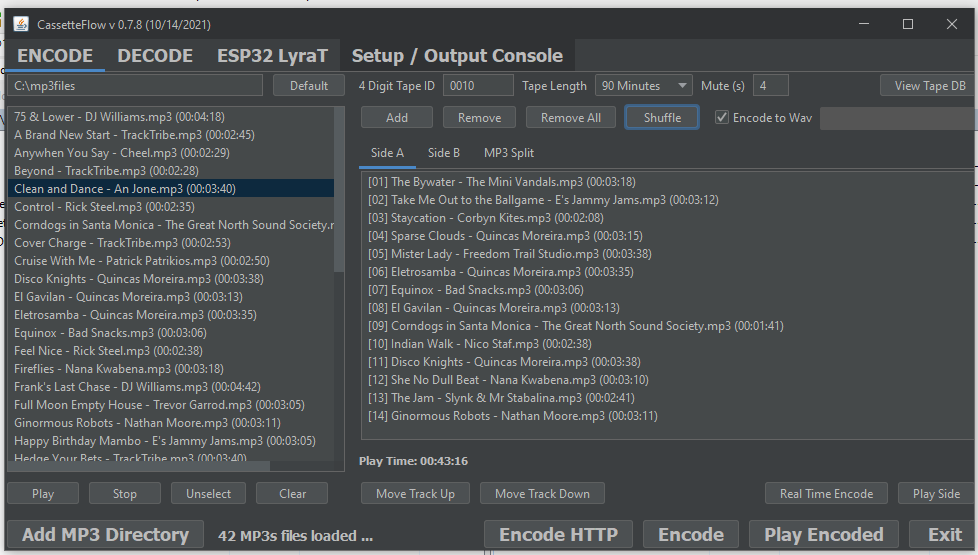 CassetteFlow v 0.7.8 (10/14/2021)
ENCODE DECODE ESP32 LyraT Setup / Output Console
C:\mp3files Default 4 Digit Tape ID 0010 Tape Length 90 Minutes Mute (s) 4 View Tape DB
Add Remove Remove All Shuffle Encode to Wav
Side A Side B MP3 Split
75 & Lower - DJ Williams.mp3 (00:04:18)
A Brand New Start - TrackTribe.mp3 (00:02:45)
Anywhen You Say - Cheel.mp3 (00:02:29)
Beyond - TrackTribe.mp3 (00:02:28)
Clean and Dance - An Jone.mp3 (00:03:40)
Control - Rick Steel.mp3 (00:02:35)
Corndogs in Santa Monica - The Great North Sound Society.r
Cover Charge - TrackTribe.mp3 (00:02:53)
Cruise With Me - Patrick Patrikios.mp3 (00:02:50)
Disco Knights - Quincas Moreira.mp3 (00:03:38)
El Gavilan - Quincas Moreira.mp3 (00:03:13)
Eletrosamba - Quincas Moreira.mp3 (00:03:35)
Equinox - Bad Snacks.mp3 (00:03:06)
Feel Nice - Rick Steel.mp3 (00:02:38)
Fireflies - Nana Kwabena.mp3 (00:03:18)
Frank's Last Chase - DJ Williams.mp3 (00:04:42)
Full Moon Empty House - Trevor Garrod.mp3 (00:03:05)
Ginormous Robots - Nathan Moore.mp3 (00:03:11)
Happy Birthday Mambo - E's Jammy Jams.mp3 (00:03:05)
Hedge Your Bets - TrackTribe.mp3 (00:03:40)
[01] The Bywater - The Mini Vandals.mp3 (00:03:18)
[02] Take Me Out to the Ballgame - E's Jammy Jams.mp3 (00:03:12)
[03] Staycation - Corbyn Kites.mp3 (00:02:08)
[04] Sparse Clouds - Quincas Moreira.mp3 (00:03:15)
[05] Mister Lady - Freedom Trail Studio.mp3 (00:03:38)
[06] Eletrosamba - Quincas Moreira.mp3 (00:03:35)
[07] Equinox - Bad Snacks.mp3 (00:03:06)
[08] El Gavilan - Quincas Moreira.mp3 (00:03:13)
[09] Corndogs in Santa Monica - The Great North Sound Society.mp3 (00:01:41)
[10] Indian Walk - Nico Staf.mp3 (00:02:38)
[11] Disco Knights - Quincas Moreira.mp3 (00:03:38)
[12] She No Dull Beat - Nana Kwabena.mp3 (00:03:10)
[13] The Jam - Slynk & Mr Stabalina.mp3 (00:02:41)
[14] Ginormous Robots - Nathan Moore.mp3 (00:03:11)
Play Time: 00:43:16
Play Stop Unselect Clear Move Track Up Move Track Down Real Time Encode Play Side
Add MP3 Directory 42 MP3s files loaded ... Encode HTTP Encode Play Encoded Exit